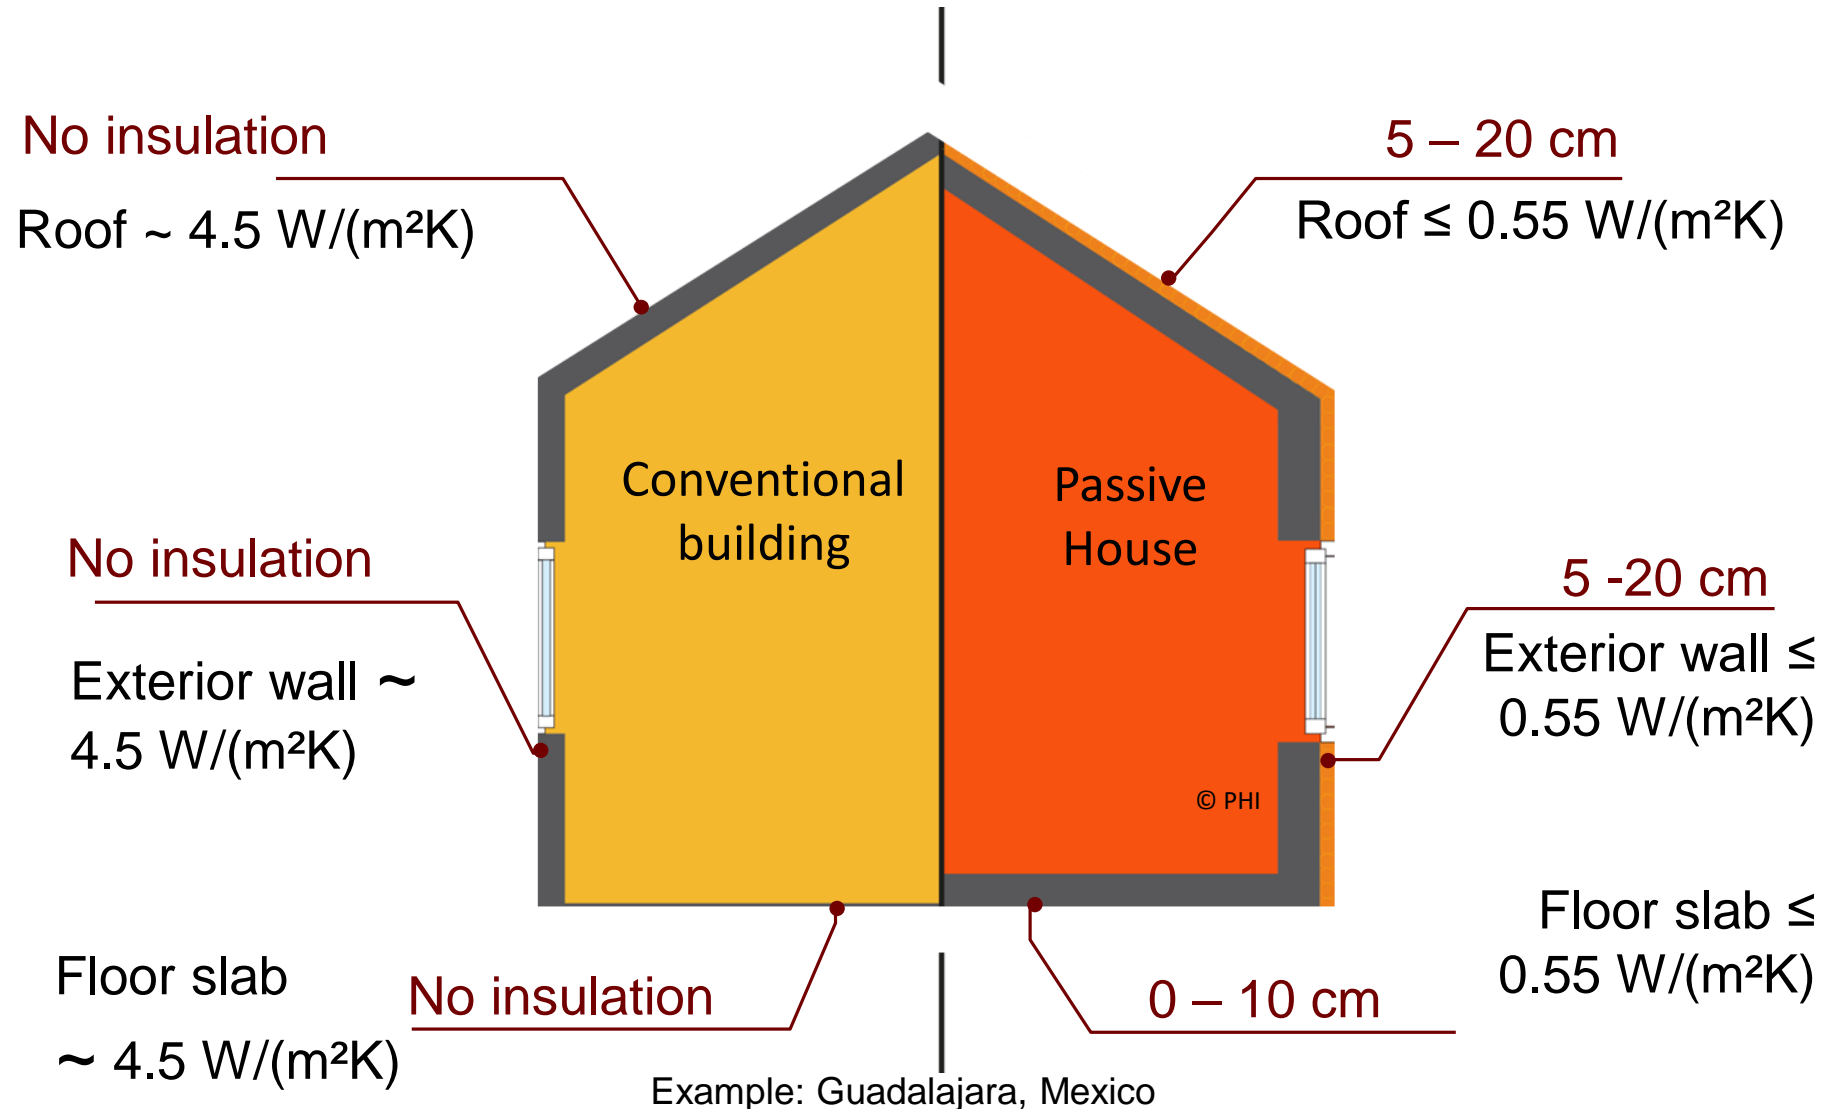 No insulation
Roof ~ 4.5 W/(m²K)
5 – 20 cm
Roof ≤ 0.55 W/(m²K)
Conventional
building
Passive
House
No insulation
Exterior wall ~
4.5 W/(m²K)
5 -20 cm
Exterior wall ≤
0.55 W/(m²K)
© PHI
Floor slab
~ 4.5 W/(m²K)
No insulation
0 – 10 cm
Floor slab ≤
0.55 W/(m²K)
Example: Guadalajara, Mexico